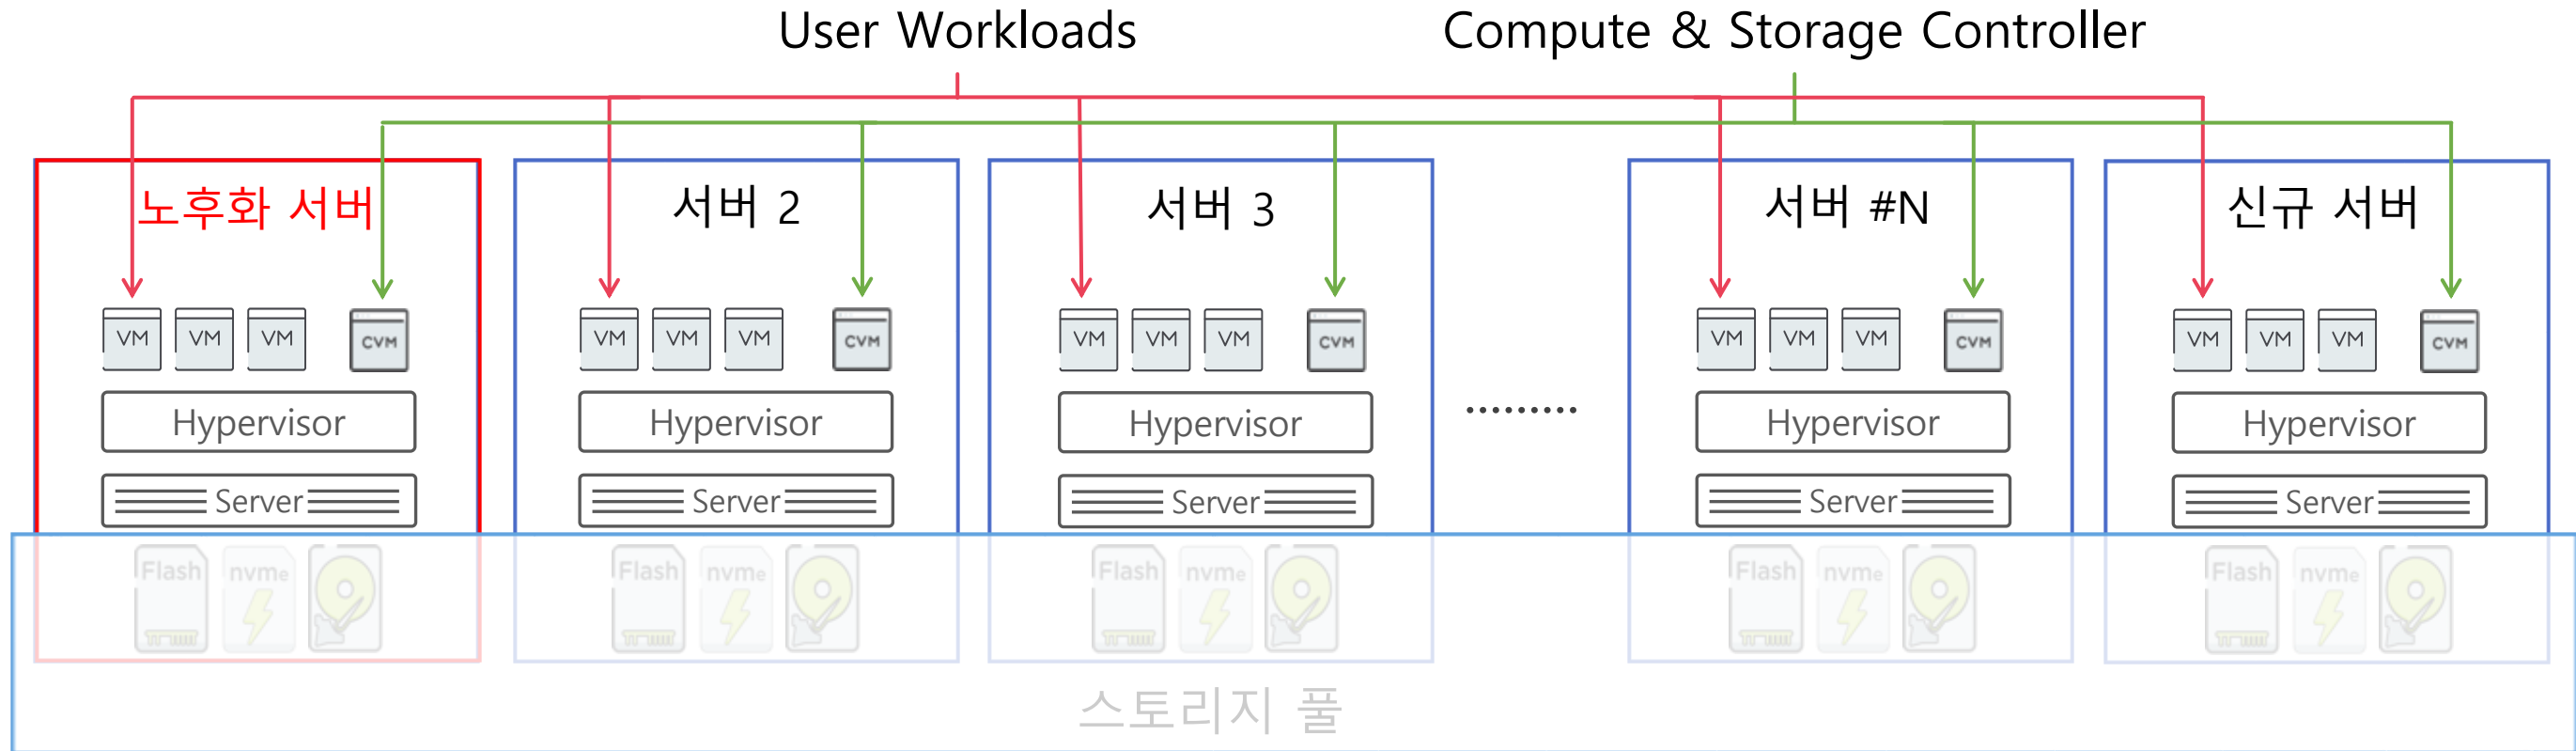 User Workloads
Compute & Storage Controller
노후화 서버
서버 2
서버 3
서버 #N
신규 서버
VM VM VM CVM
VM VM VM CVM
VM VM VM CVM
VM VM VM CVM
VM VM VM CVM
Hypervisor
Hypervisor
Hypervisor
.........
Hypervisor
Hypervisor
Server
Server
Server
Server
Server
Flash nvme
Flash nvme
Flash nvme
Flash nvme
Flash nvme
스토리지 풀